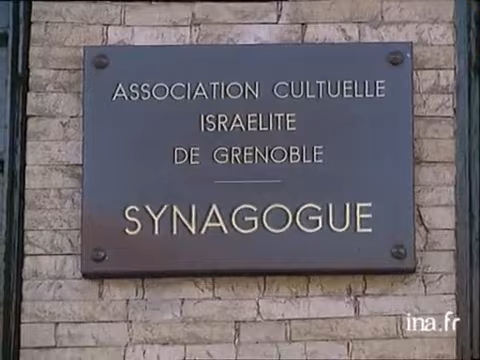 ASSOCIATION CULTUELLE
ISRAELITE
DE GRENOBLE
SYNAGOGUE
ina.fr